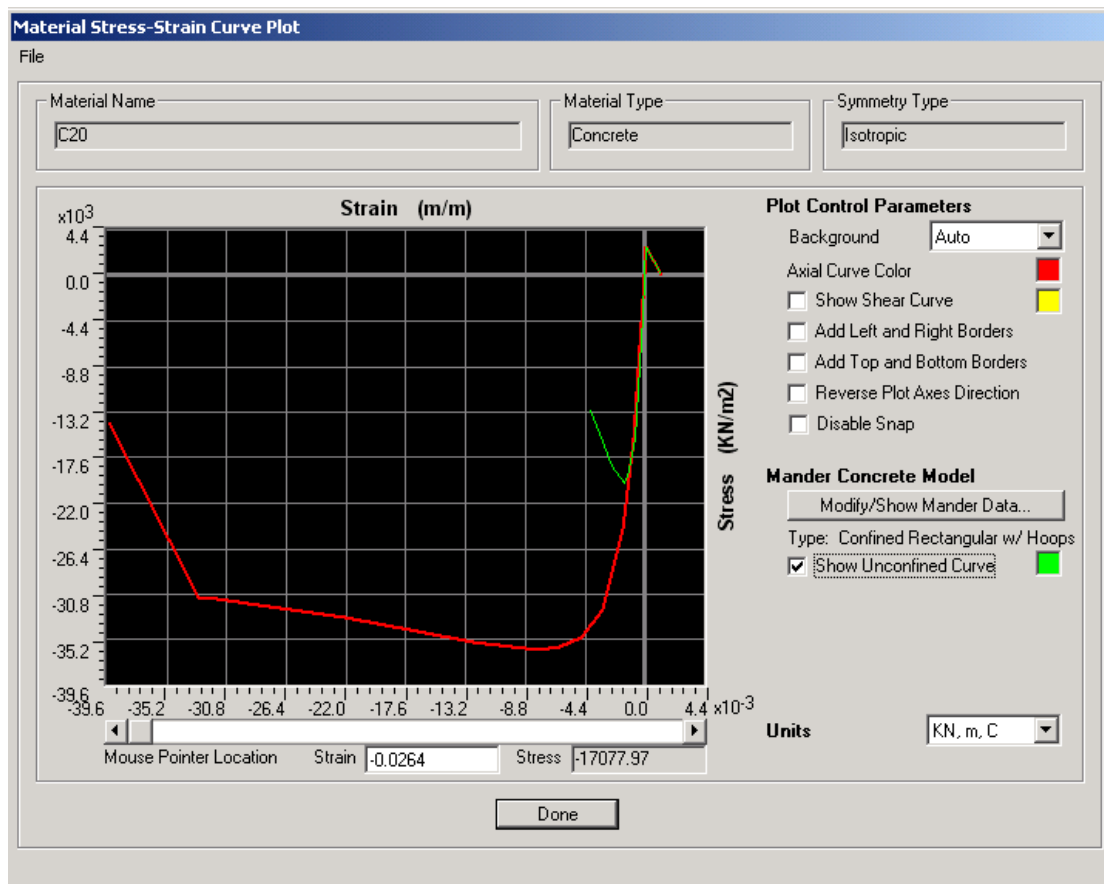 Material Stress-Strain Curve Plot
File
Material Name
C20
Material Type
Concrete
Symmetry Type
Isotropic
Strain (m/m)
x10 3
4.4
0.0
-4.4
-8.8
-13.2
-17.6
-22.0
-26.4
-30.8
-35.2
-39.6
-39.6 -35.2 -30.8 -26.4 -22.0 -17.6 -13.2 -8.8 -4.4 0.0 4.4 x10 -3
Stress (KN/m2)
Mouse Pointer Location Strain -0.0264 Stress -17077.97
Plot Control Parameters
Background Auto
Axial Curve Color
Show Shear Curve
Add Left and Right Borders
Add Top and Bottom Borders
Reverse Plot Axes Direction
Disable Snap
Mander Concrete Model
Modify/Show Mander Data...
Type: Confined Rectangular w/ Hoops
Show Unconfined Curve
Units KN, m, C
Done